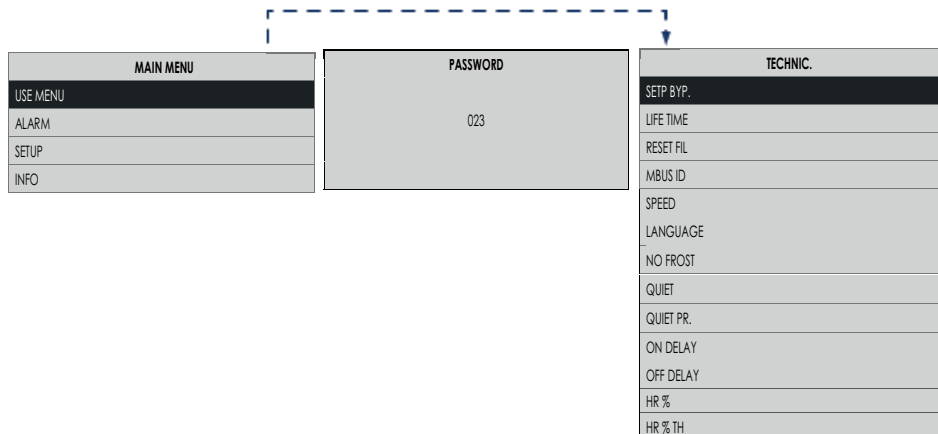 MAIN MENU
USE MENU
ALARM
SETUP
INFO
PASSWORD
023
TECHNIC.
SETP BYP.
LIFE TIME
RESET FIL
MBUS ID
SPEED
LANGUAGE
NO FROST
QUIET
QUIET PR.
ON DELAY
OFF DELAY
HR %
HR % TH